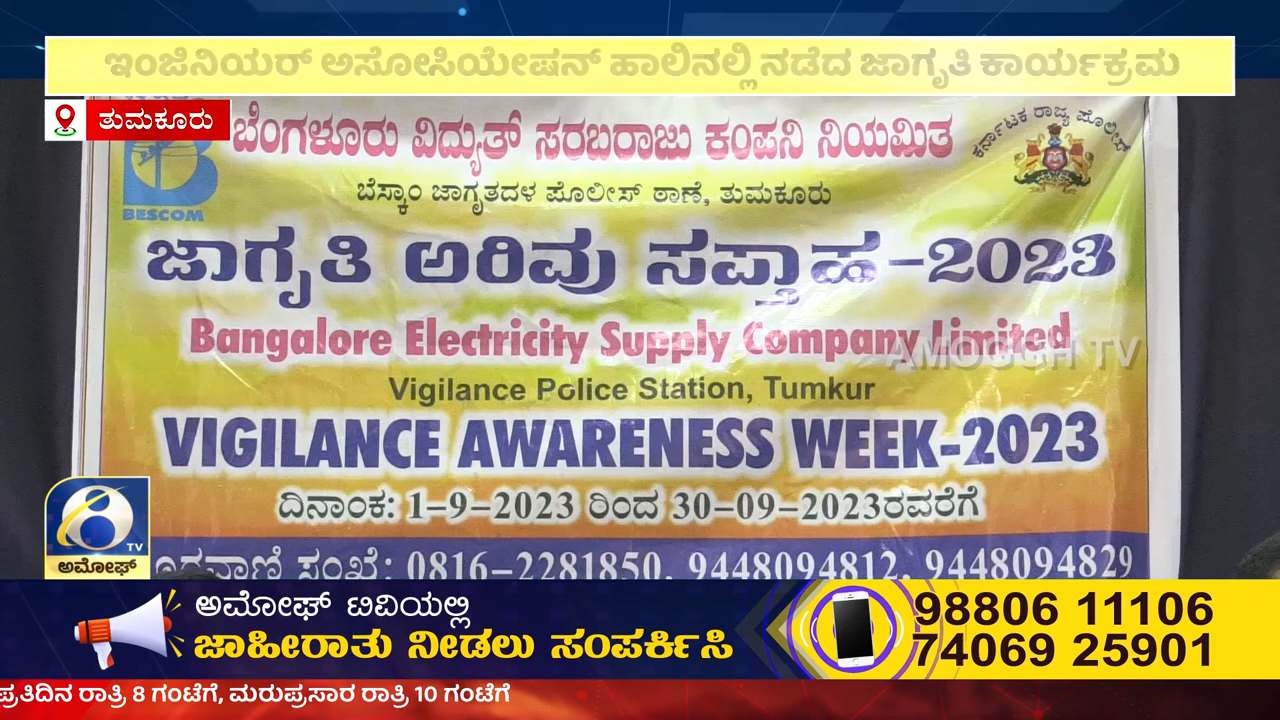 ಇಂಜಿನಿಯರ್ ಅಸೋಸಿಯೇಷನ್ ಹಾಲಿನಲ್ಲಿ ನಡೆದ ಜಾಗೃತಿ ಕಾರ್ಯಕ್ರಮ
ತುಮಕೂರು
ಬೆಂಗಳೂರು ವಿದ್ಯುತ್ ಸರಬರಾಜು ಕಂಪನಿ ನಿಯಮಿತ
ಕರ್ನಾಟಕ ರಾಜ್ಯ ಪೊಲೀಸ್
ಬೆಸ್ಕಾಂ ಜಾಗೃತದಳ ಪೊಲೀಸ್ ಠಾಣೆ, ತುಮಕೂರು
BESCOM
ಜಾಗೃತಿ ಅರಿವು ಸಪ್ತಾಹ-2023
Bangalore Electricity Supply Company Limited
AMOGGH TV
Vigilance Police Station, Tumkur
VIGILANCE AWARENESS WEEK-2023
ದಿನಾಂಕ: 1-9-2023 ರಿಂದ 30-09-2023ರವರೆಗೆ
TV
ಅಮೋಘ್
ಸಂಖ್ಯೆ: 0816-2281850, 9448094812, 9448094829
ಅಮೋಘ್ ಟಿವಿಯಲ್ಲಿ
ಜಾಹೀರಾತು ನೀಡಲು ಸಂಪರ್ಕಿಸಿ
98806 11106
74069 25901
ಪ್ರತಿದಿನ ರಾತ್ರಿ 8 ಗಂಟೆಗೆ, ಮರುಪ್ರಸಾರ ರಾತ್ರಿ 10 ಗಂಟೆಗೆ